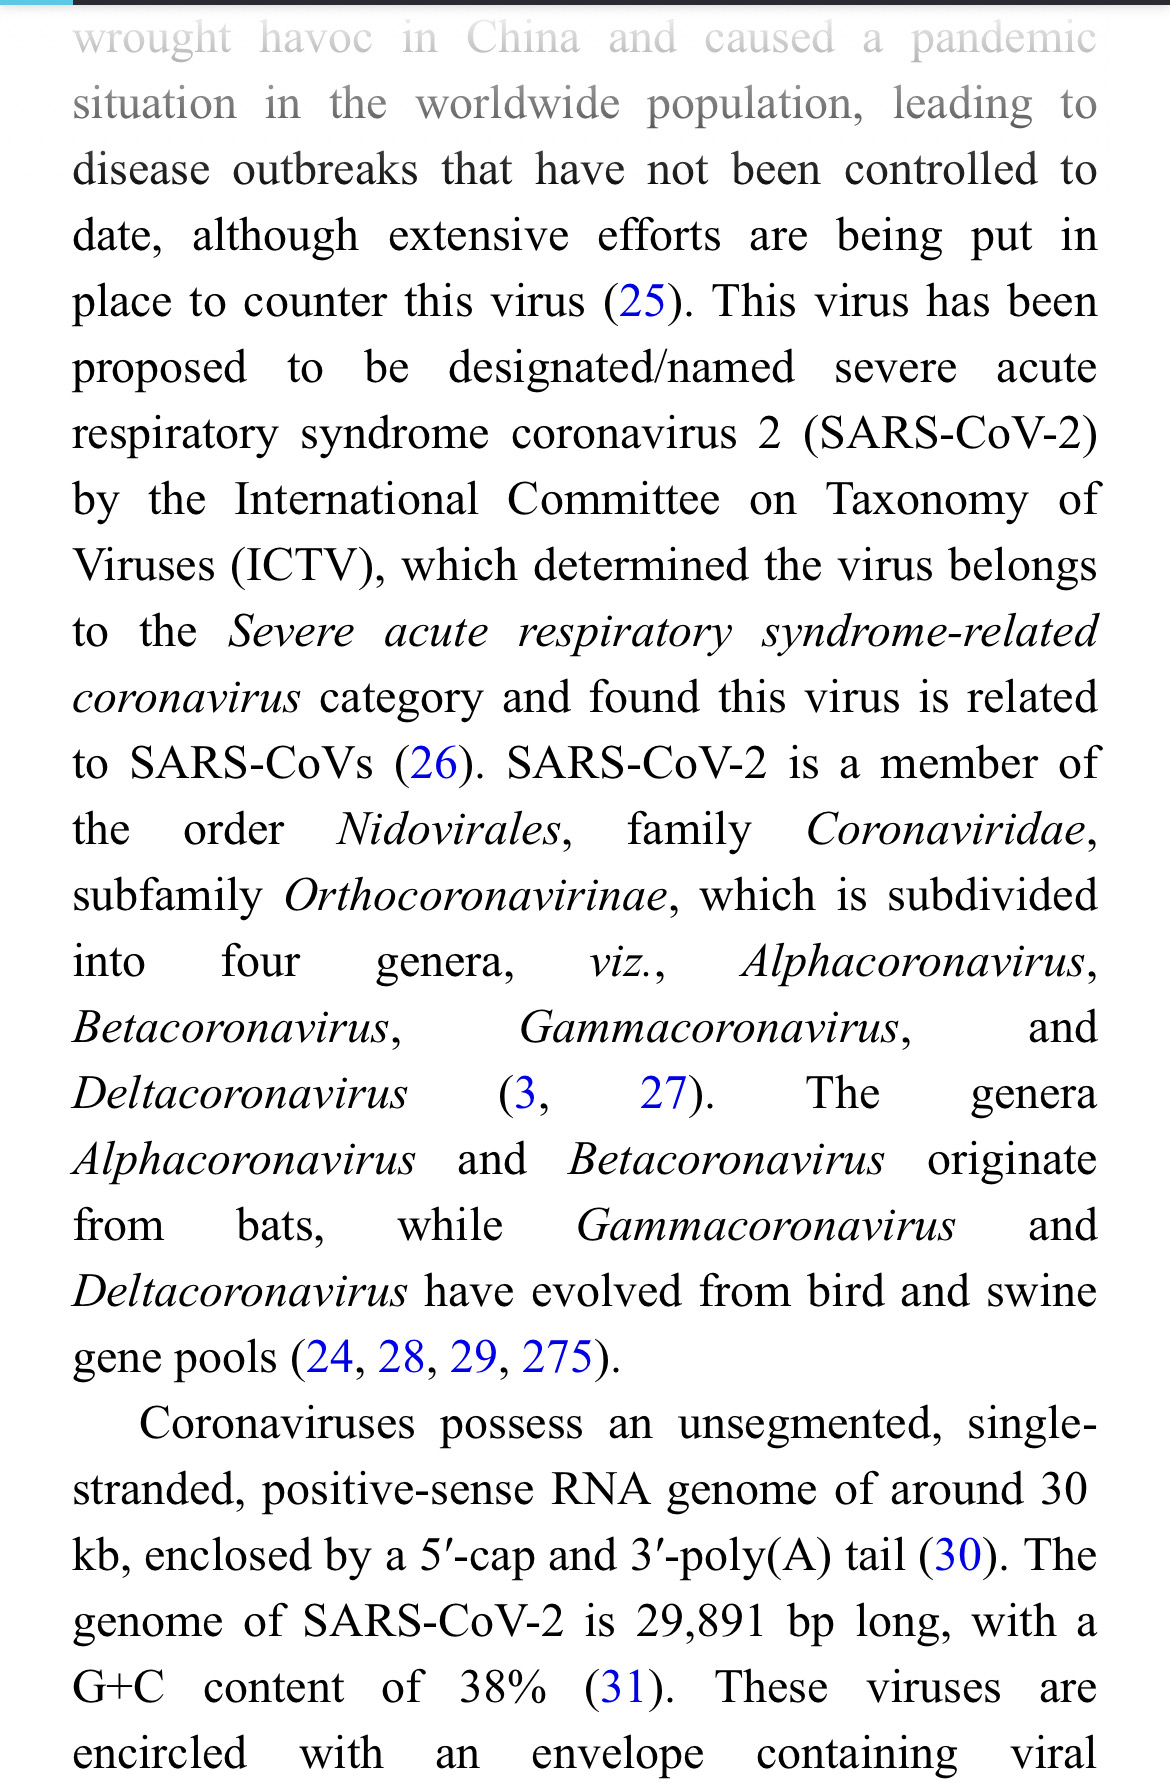 wrought havoc in China and caused a pandemic
situation in the worldwide population, leading to
disease outbreaks that have not been controlled to
date, although extensive efforts are being put in
place to counter this virus (25). This virus has been
proposed to be designated/named severe acute
respiratory syndrome coronavirus 2 (SARS-CoV-2)
by the International Committee on Taxonomy of
Viruses (ICTV), which determined the virus belongs
to the Severe acute respiratory syndrome-related
coronavirus category and found this virus is related
to SARS-CoVs (26). SARS-CoV-2 is a member of
the order Nidovirales, family Coronaviridae,
subfamily Orthocoronavirinae, which is subdivided
into four genera, viz., Alphacoronavirus,
Betacoronavirus, Gammacoronavirus, and
Deltacoronavirus (3, 27). The genera
Alphacoronavirus and Betacoronavirus originate
from bats, while Gammacoronavirus and
Deltacoronavirus have evolved from bird and swine
gene pools (24, 28, 29, 275).
Coronaviruses possess an unsegmented, single-
stranded, positive-sense RNA genome of around 30
kb, enclosed by a 5′-cap and 3′-poly(A) tail (30). The
genome of SARS-CoV-2 is 29,891 bp long, with a
G+C content of 38% (31). These viruses are
encircled with an envelope containing viral